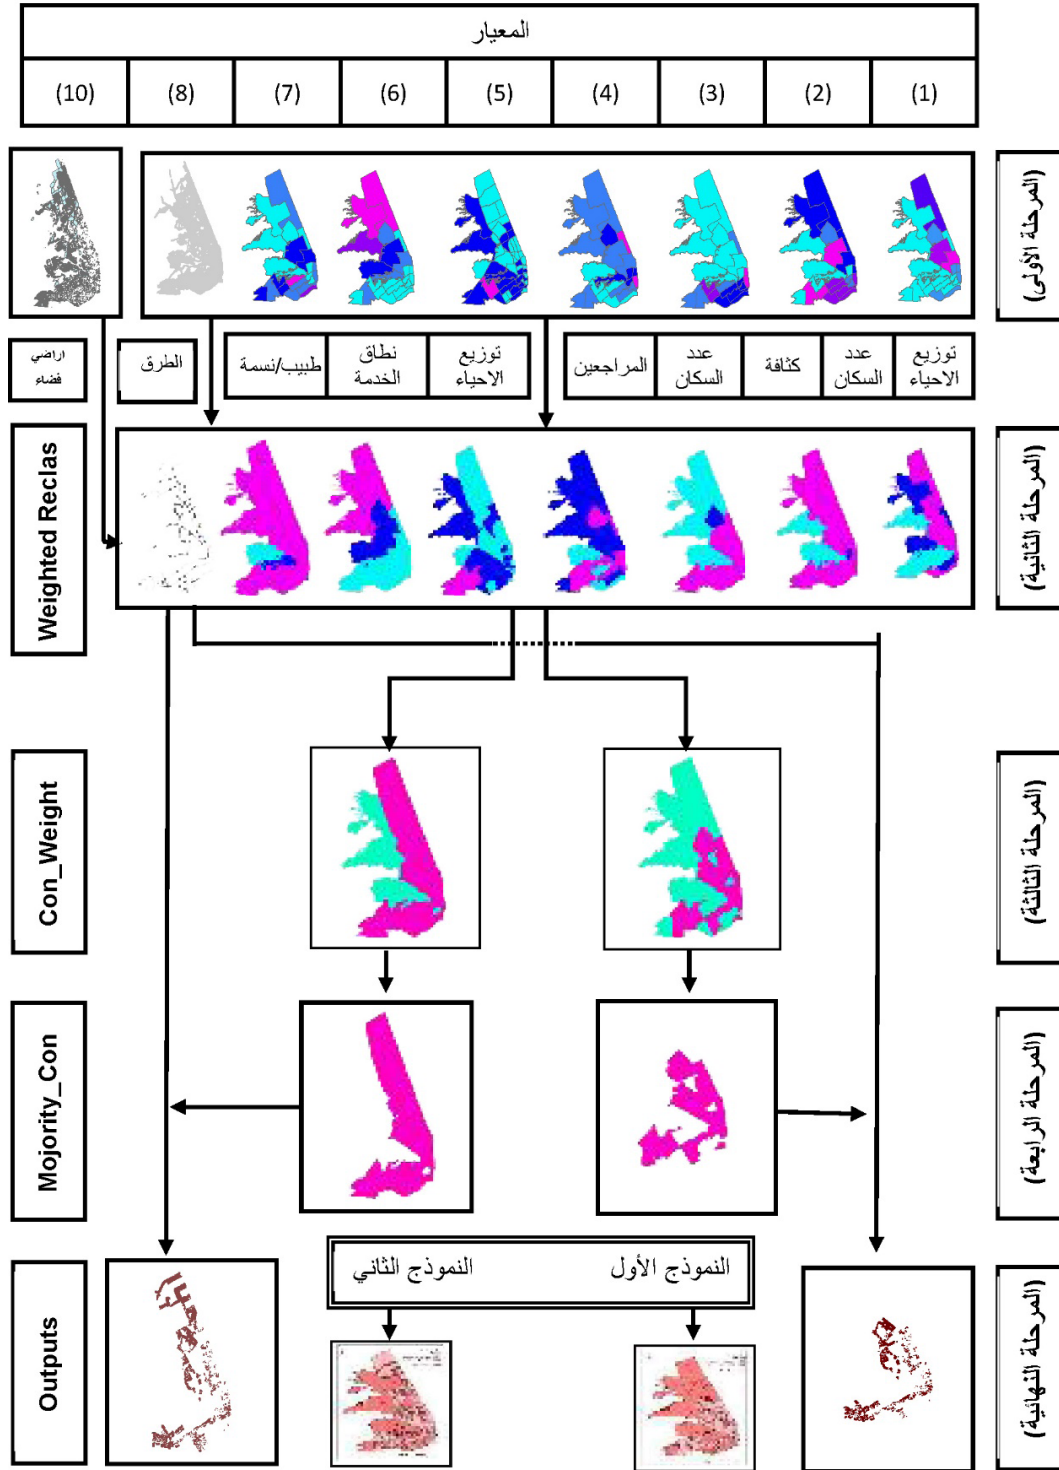 المعيار
(1) (2) (3) (4) (5) (6) (7) (8) (10)
(المرحلة الأولى)
توزيع الاحياء
عدد السكان
كثافة
عدد السكان
المراجعين
توزيع الاحياء
نطاق الخدمة
طبيب/نسمة
الطرق
اراضي فضاء
(المرحلة الثانية)
Weighted Reclas
(المرحلة الثالثة)
Con_Weight
(المرحلة الرابعة)
Mojority_Con
(المرحلة النهائية)
النموذج الأول
النموذج الثاني
Outputs